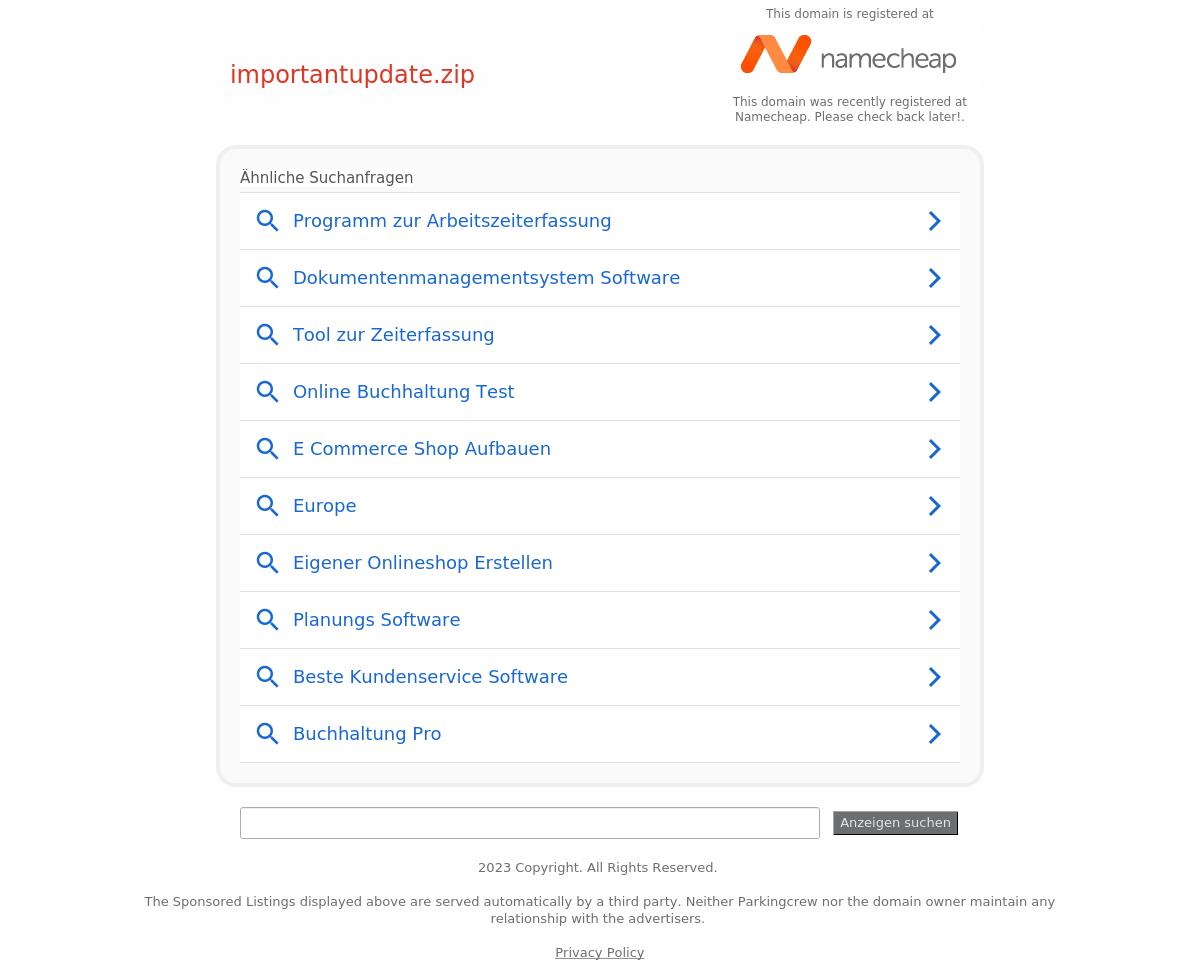 This domain is registered at
namecheap
importantupdate.zip
This domain was recently registered at
Namecheap. Please check back later!.
Ähnliche Suchanfragen
Programm zur Arbeitszeiterfassung
Dokumentenmanagementsystem Software
Tool zur Zeiterfassung
Online Buchhaltung Test
E Commerce Shop Aufbauen
Europe
Eigener Onlineshop Erstellen
Planungs Software
Beste Kundenservice Software
Buchhaltung Pro
Anzeigen suchen
2023 Copyright. All Rights Reserved.
The Sponsored Listings displayed above are served automatically by a third party. Neither Parkingcrew nor the domain owner maintain any
relationship with the advertisers.
Privacy Policy